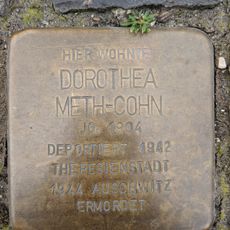 HIER WOHNTE
DOROTHEA
METH-COHN
JG. 1894
DEPORTIERT 1942
THERESIENSTADT
1944 AUSCHWITZ
ERMORDET